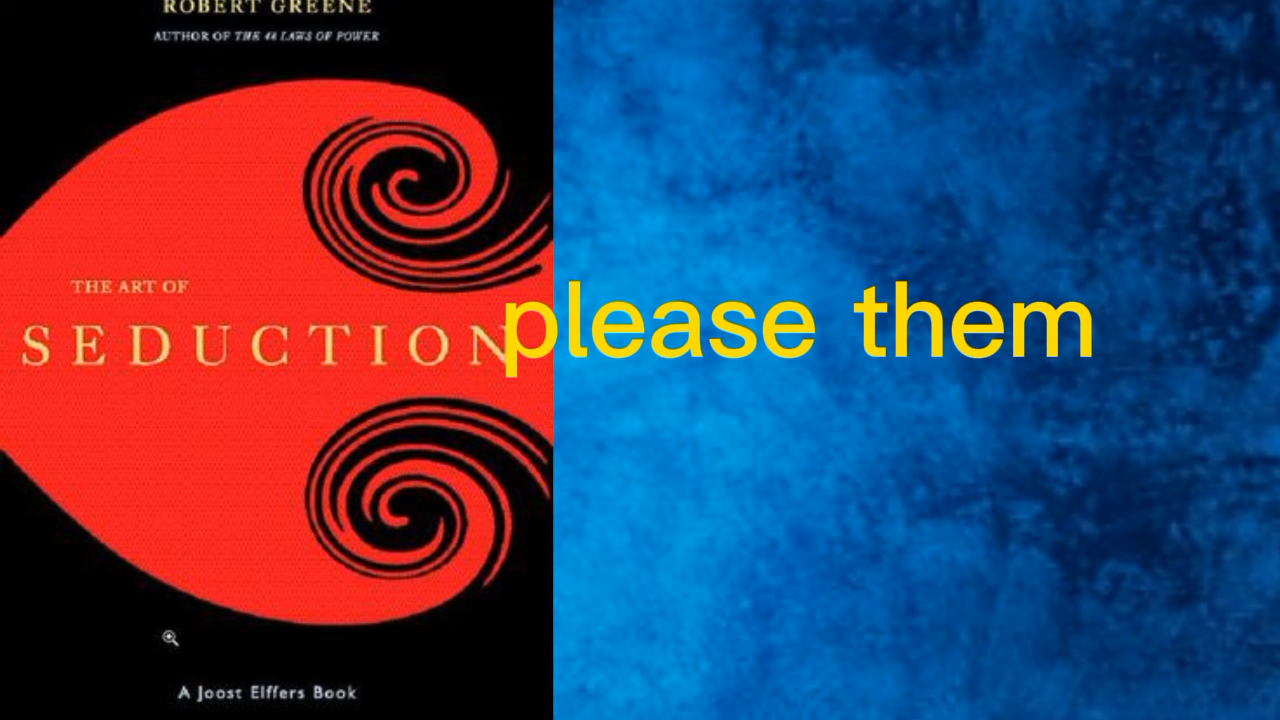 ROBERT GREENE
AUTHOR OF THE 48 LAWS OF POWER
THE ART OF
SEDUCTION
please them
A Joost Elffers Book